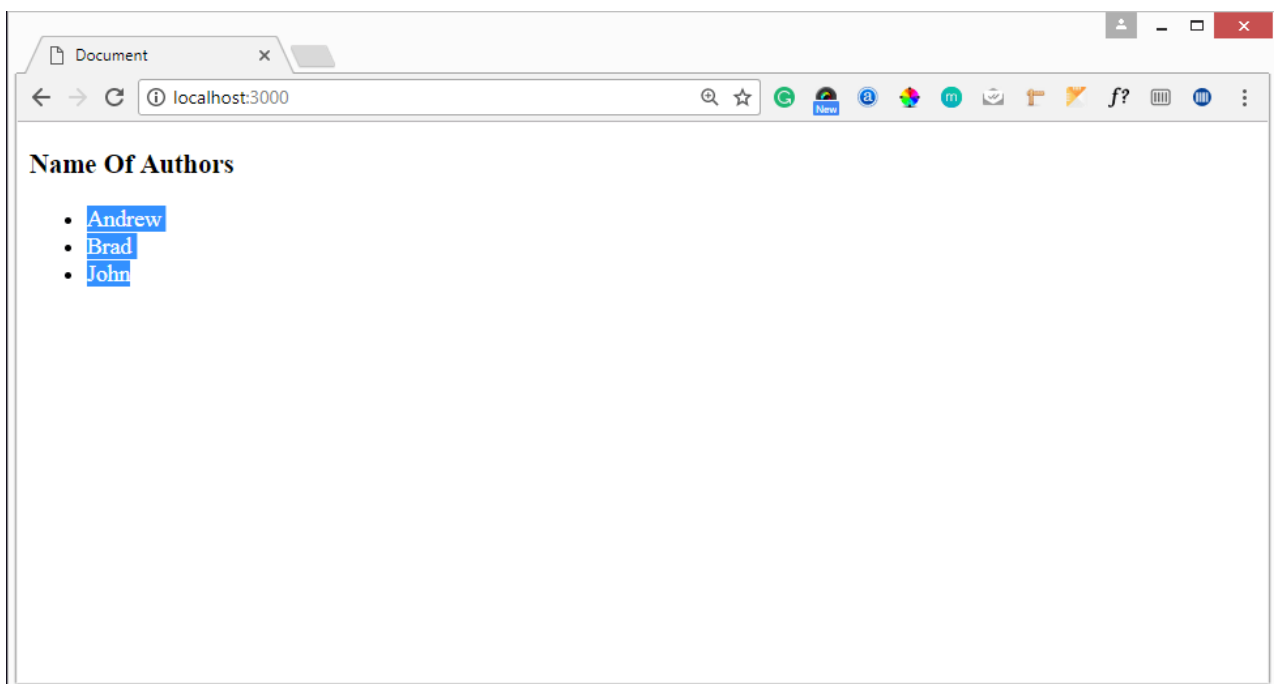 Document
localhost:3000
New
a
m
f?
Name Of Authors
Andrew
Brad
John